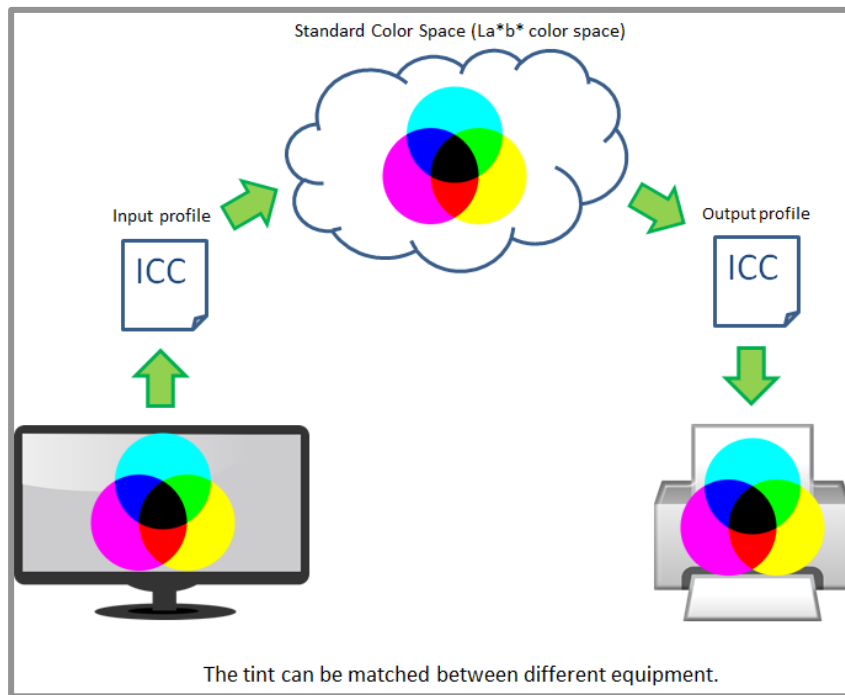 Standard Color Space (La*b* color space)
Input profile
ICC
Output profile
ICC
The tint can be matched between different equipment.